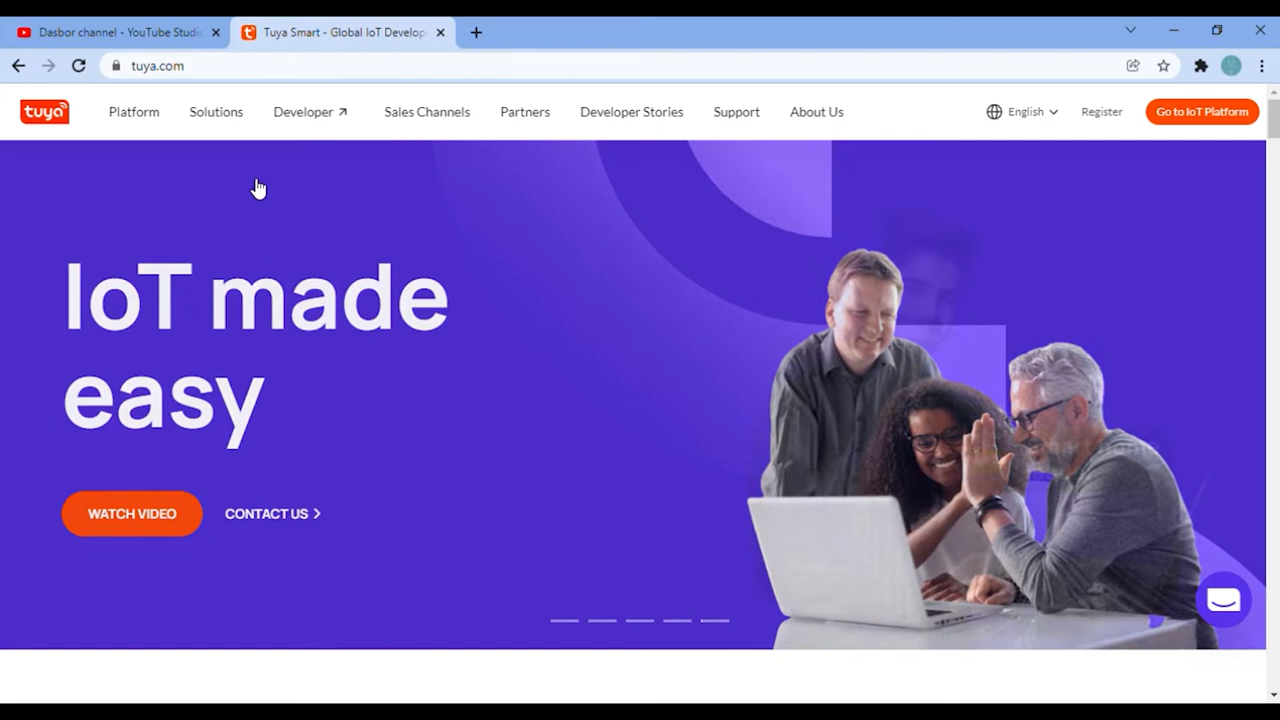 Dasbor channel - YouTube Studio
Tuya Smart - Global IoT Develop
tuya.com
tuya
Platform
Solutions
Developer
Sales Channels
Partners
Developer Stories
Support
About Us
English
Register
Go to IoT Platform
IoT made
easy
WATCH VIDEO
CONTACT US